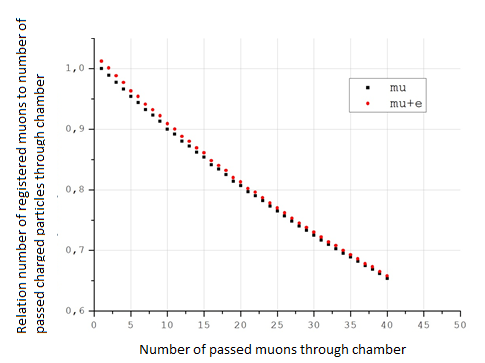 Relation number of registered muons to number of
passed charged particles through chamber
1,0
0,9
0,8
0,7
0,6
mu
mu+e
0 5 10 15 20 25 30 35 40 45 50
Number of passed muons through chamber